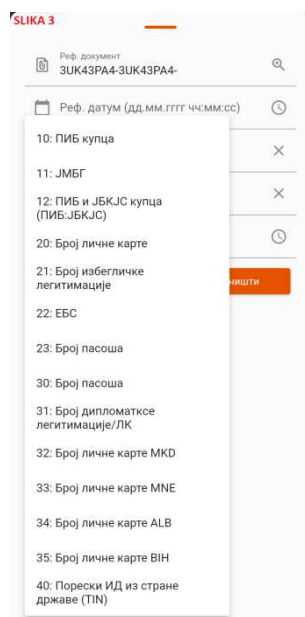 SLIKA 3
Реф. документ
3UK43PA4-3UK43PA4-
Реф. датум (дд.мм.гггг чч:мм:сс)
10: ПИБ купца
11: ЈМБГ
12: ПИБ и ЈБКЈС купца
(ПИБ:ЈБКЈС)
20: Број личне карте
21: Број избегличке
легитимације
ништи
22: ЕБС
23: Број пасоша
30: Број пасоша
31: Број дипломатксе
легитимације/ЛК
32: Број личне карте MKD
33: Број личне карте MNE
34: Број личне карте ALB
35: Број личне карте BIH
40: Порески ИД из стране
државе (TIN)